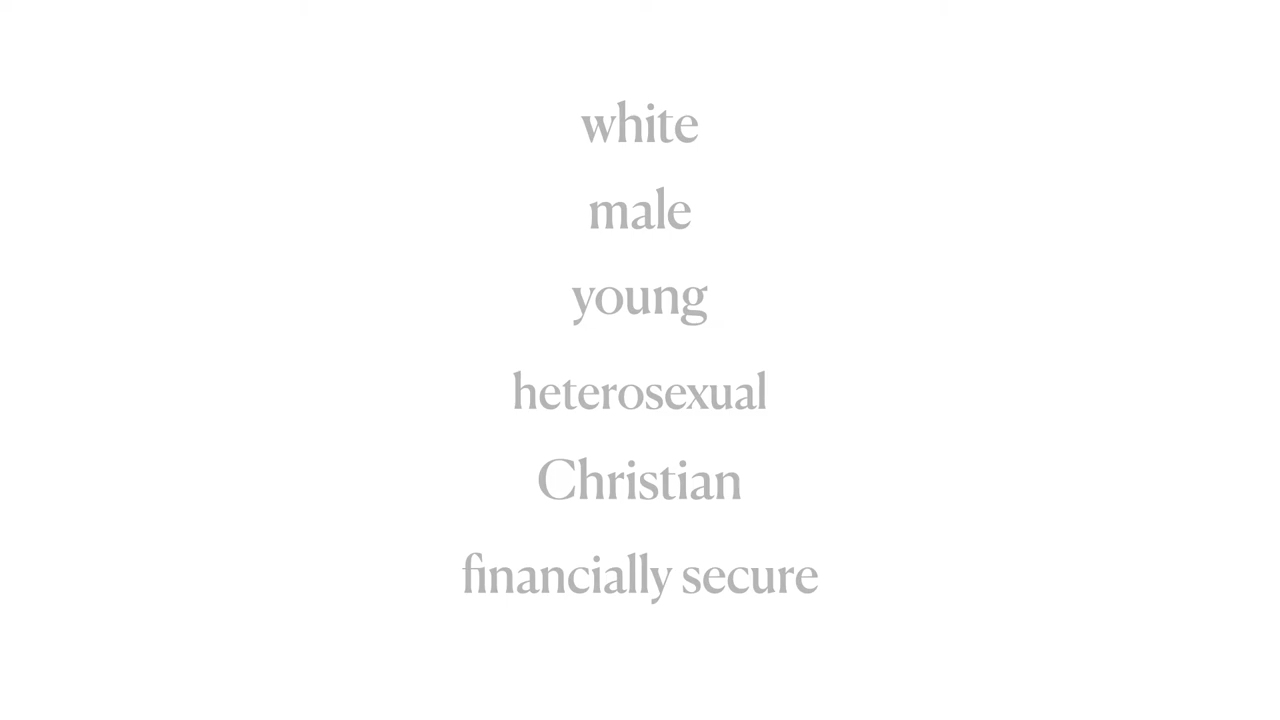 white
male
young
heterosexual
Christian
financially secure